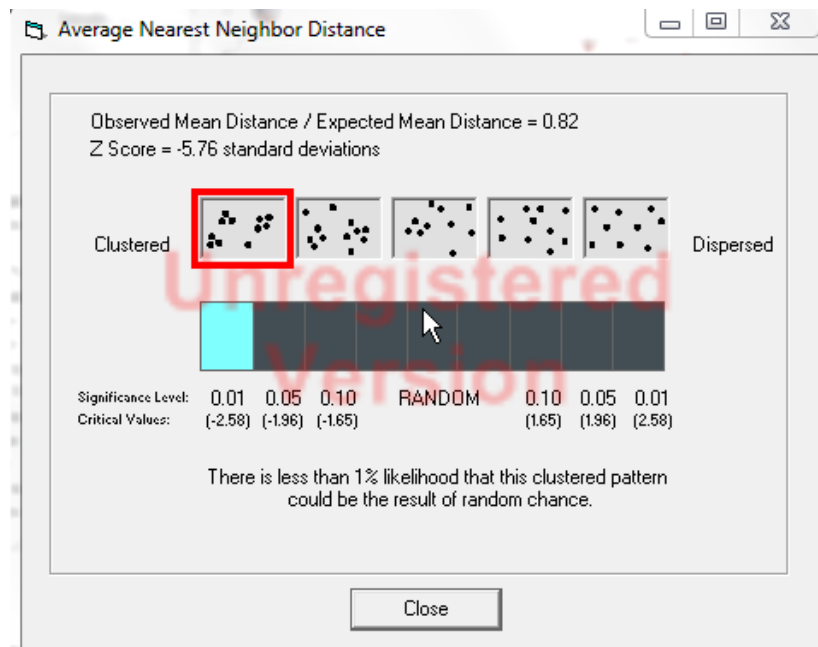 Average Nearest Neighbor Distance
Observed Mean Distance / Expected Mean Distance = 0.82
Z Score = -5.76 standard deviations
Clustered
Dispersed
Unregistered
Version
Significance Level: 0.01 0.05 0.10 RANDOM 0.10 0.05 0.01
Critical Values: (-2.58) (-1.96) (-1.65) (1.65) (1.96) (2.58)
There is less than 1% likelihood that this clustered pattern
could be the result of random chance.
Close